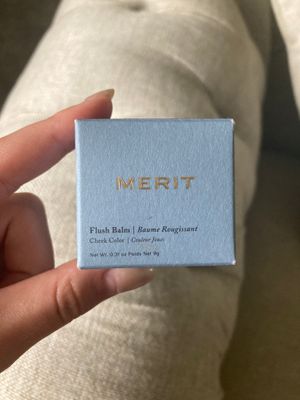 MERIT
Flush Balm | Baume Rougissant
Cheek Color | Couleur Joues
Net Wt. 0.31 oz Poids Net 9g